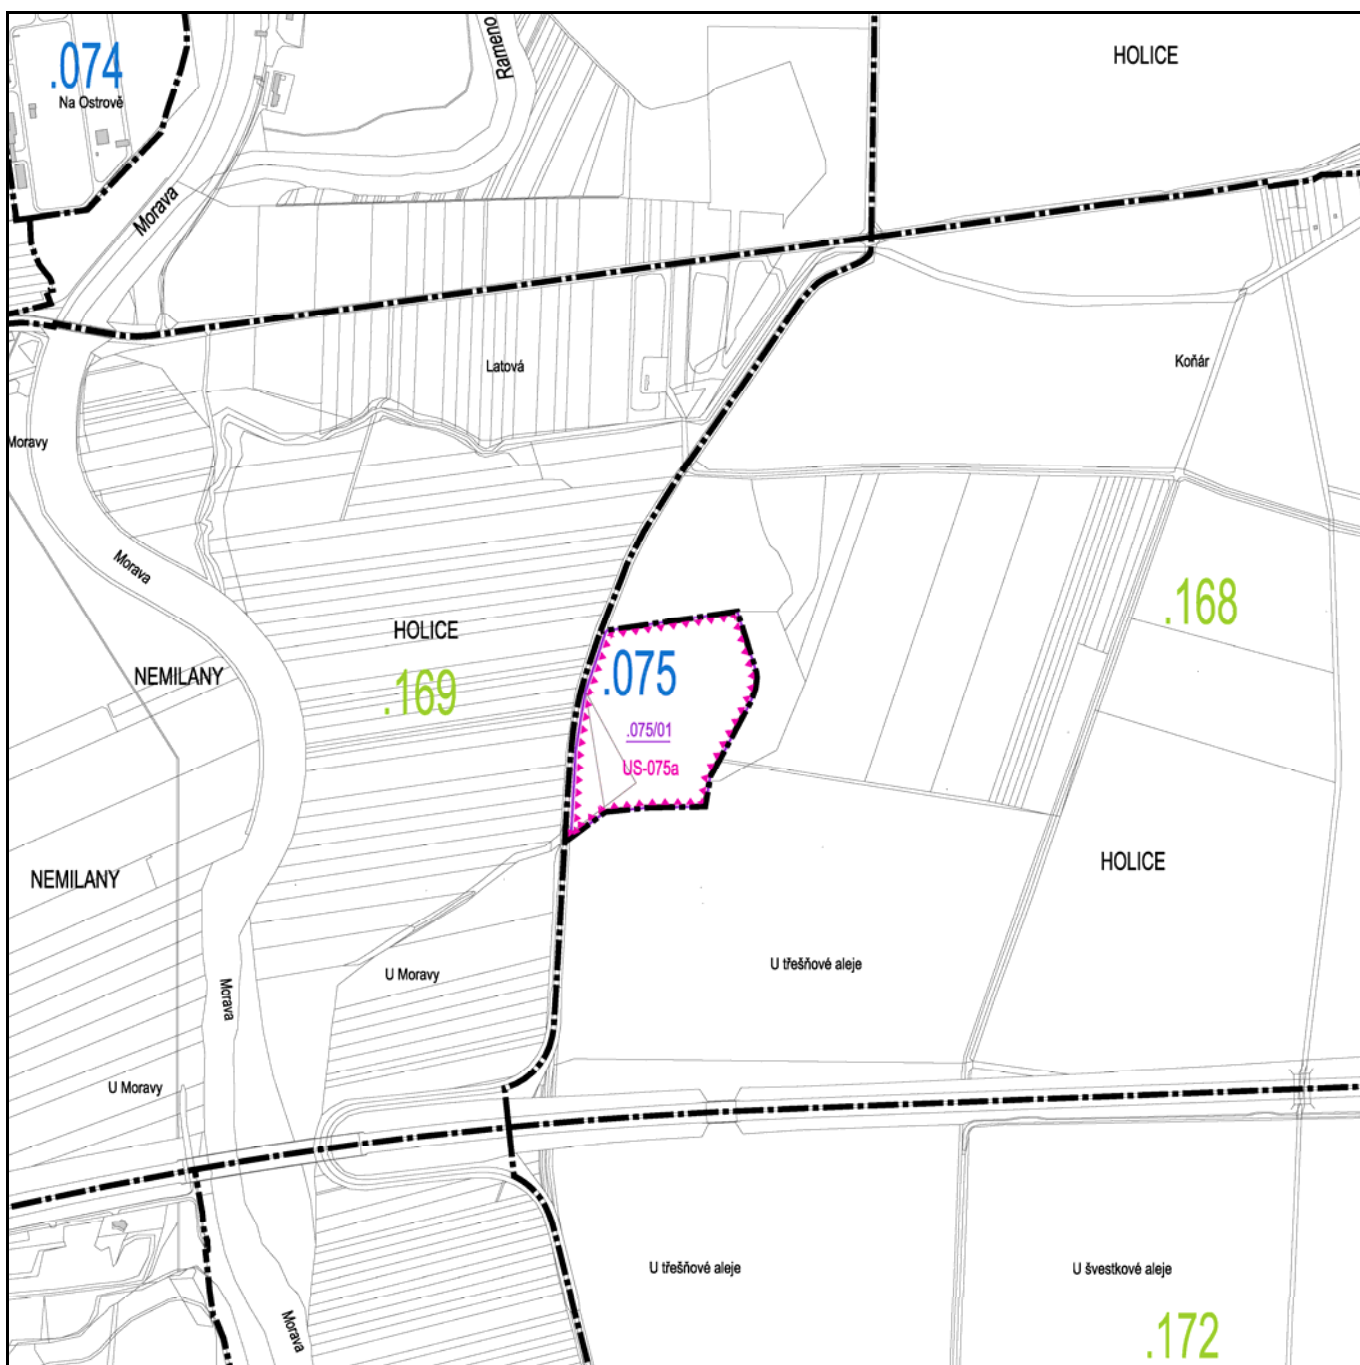 Rameno
HOLICE
.074
Na Ostrově
Morava
Latová
Koňár
Moravy
Morava
.168
HOLICE
.169
NEMILANY
.075
.075/01
US-075a
HOLICE
NEMILANY
U Moravy
U třešňové aleje
Morava
U Moravy
U třešňové aleje
U švestkové aleje
Morava
.172